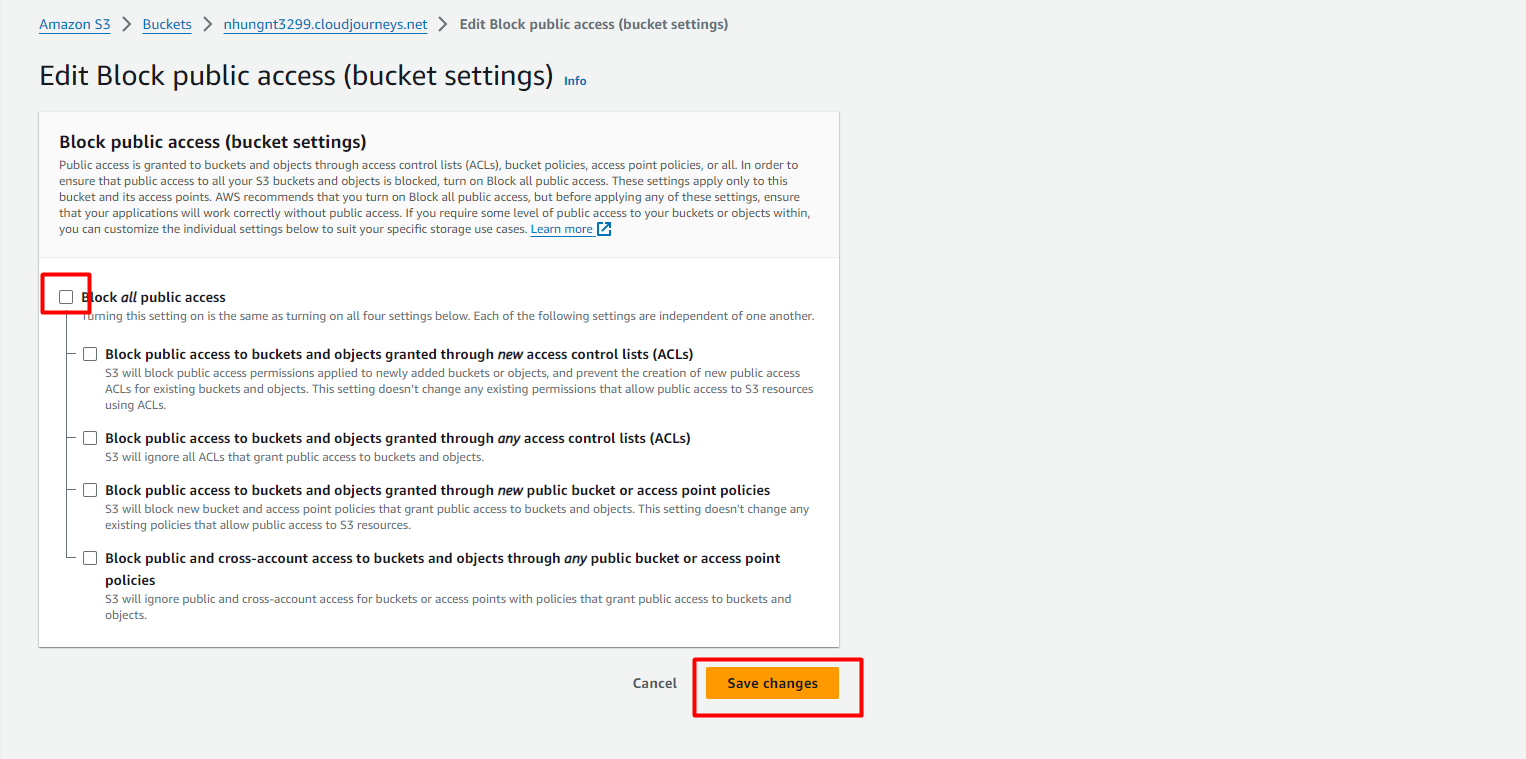 Amazon S3 > Buckets > nhungnt3299.cloudjourneys.net > Edit Block public access (bucket settings)
Edit Block public access (bucket settings) Info
Block public access (bucket settings)
Public access is granted to buckets and objects through access control lists (ACLs), bucket policies, access point policies, or all. In order to
ensure that public access to all your S3 buckets and objects is blocked, turn on Block all public access. These settings apply only to this
bucket and its access points. AWS recommends that you turn on Block all public access, but before applying any of these settings, ensure
that your applications will work correctly without public access. If you require some level of public access to your buckets or objects within,
you can customize the individual settings below to suit your specific storage use cases. Learn more
Block all public access
Turning this setting on is the same as turning on all four settings below. Each of the following settings are independent of one another.
Block public access to buckets and objects granted through new access control lists (ACLs)
S3 will block public access permissions applied to newly added buckets or objects, and prevent the creation of new public access
ACLs for existing buckets and objects. This setting doesn't change any existing permissions that allow public access to S3 resources
using ACLs.
Block public access to buckets and objects granted through any access control lists (ACLs)
S3 will ignore all ACLs that grant public access to buckets and objects.
Block public access to buckets and objects granted through new public bucket or access point policies
S3 will block new bucket and access point policies that grant public access to buckets and objects. This setting doesn't change any
existing policies that allow public access to S3 resources.
Block public and cross-account access to buckets and objects through any public bucket or access point
policies
S3 will ignore public and cross-account access for buckets or access points with policies that grant public access to buckets and
objects.
Cancel Save changes